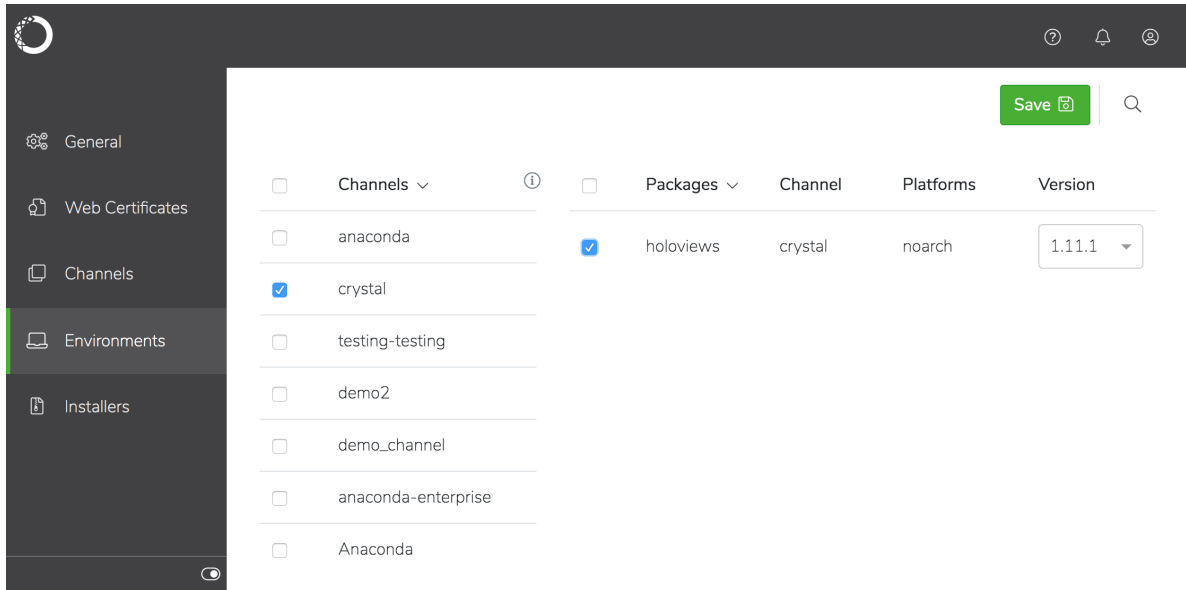 Save
General
Web Certificates
Channels
Environments
Installers
Channels
anaconda
crystal
testing-testing
demo2
demo_channel
anaconda-enterprise
Anaconda
Packages Channel Platforms Version
holoviews crystal noarch 1.11.1